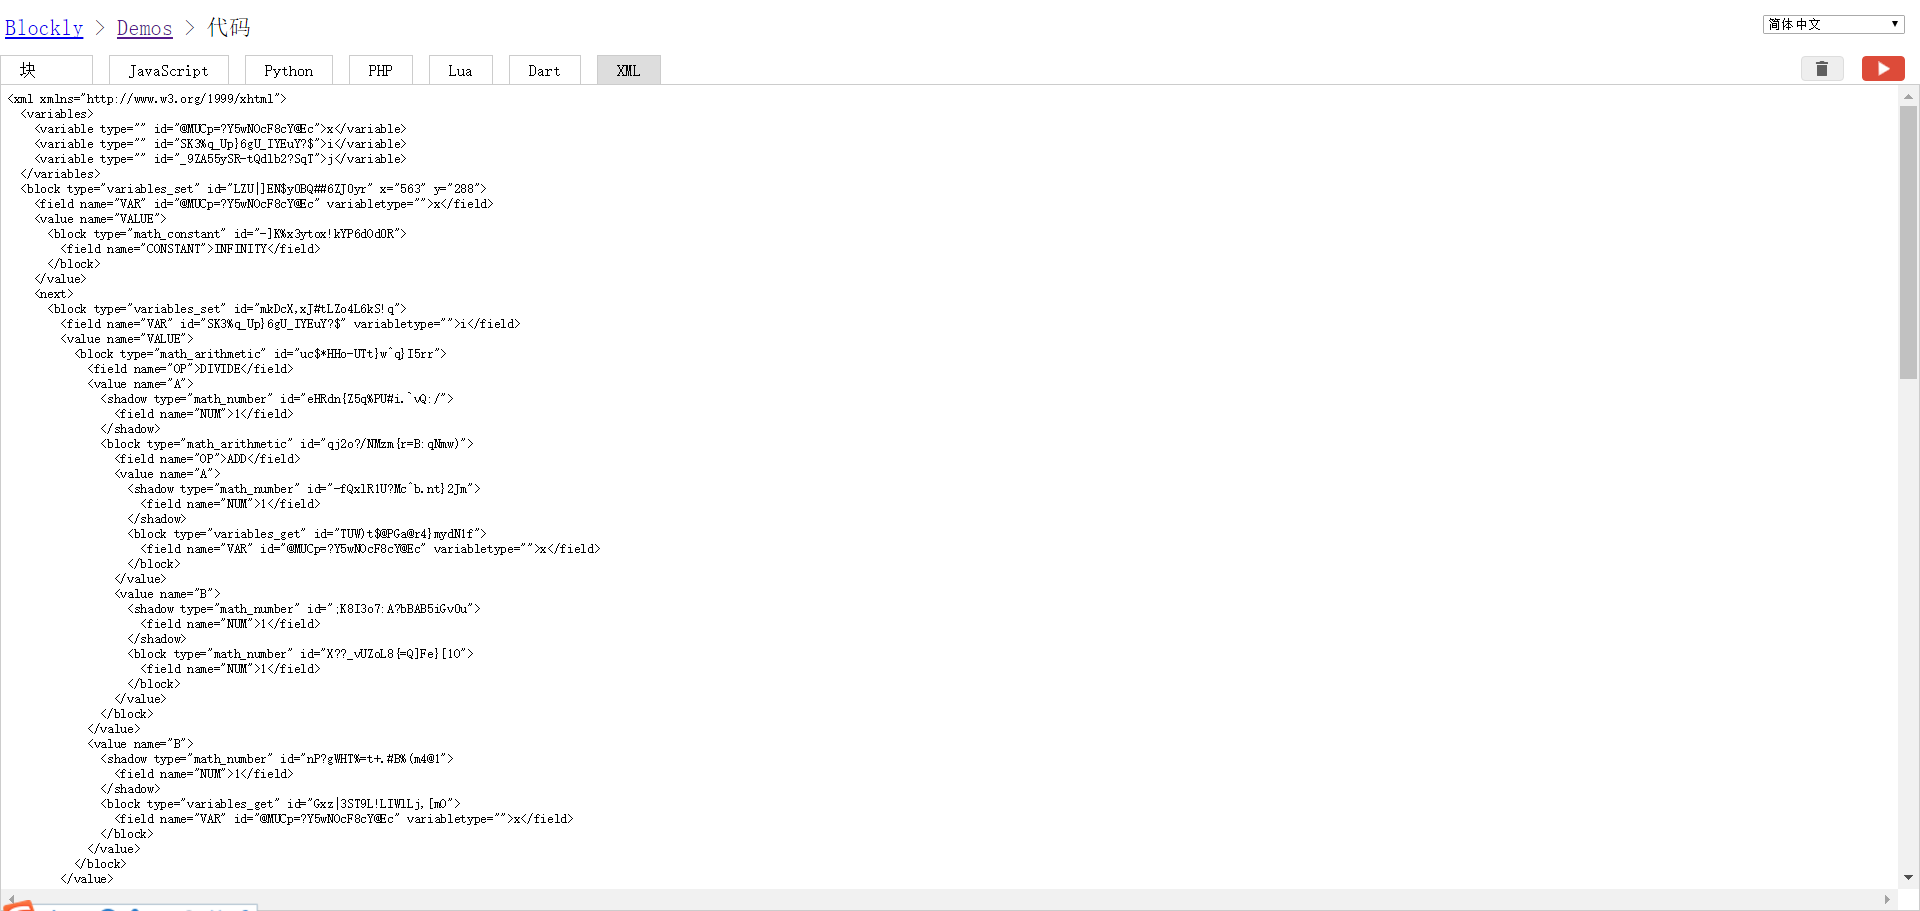 Blockly > Demos > 代码
简体中文
块 JavaScript Python PHP Lua Dart XML
<xml xmlns="http://www.w3.org/1999/xhtml">
<variables>
<variable type="" id="@MUCp=?Y5wNOcF8cY@Ec">x</variable>
<variable type="" id="SK3%q_Up}6gU_IYEuY?$">i</variable>
<variable type="" id="_9ZA55ySR-tQdlb2?SqT">j</variable>
</variables>
<block type="variables_set" id="LZU|]EN$y0BQ##6ZJ0yr" x="563" y="288">
<field name="VAR" id="@MUCp=?Y5wNOcF8cY@Ec" variabletype="">x</field>
<value name="VALUE">
<block type="math_constant" id="-]K%x3ytox!kYP6dOd0R">
<field name="CONSTANT">INFINITY</field>
</block>
</value>
<next>
<block type="variables_set" id="mkDcX,xJ#tLZo4L6kS!q">
<field name="VAR" id="SK3%q_Up}6gU_IYEuY?$" variabletype="">i</field>
<value name="VALUE">
<block type="math_arithmetic" id="uc$*HHo-UTt}w^q}I5rr">
<field name="OP">DIVIDE</field>
<value name="A">
<shadow type="math_number" id="eHRdn{Z5q%PU#i.^vQ:/">
<field name="NUM">1</field>
</shadow>
<block type="math_arithmetic" id="qj2o?/NMzm{r=B:qNmw)">
<field name="OP">ADD</field>
<value name="A">
<shadow type="math_number" id="-fQxlR1U?Mc^b.nt}2Jm">
<field name="NUM">1</field>
</shadow>
<block type="variables_get" id="TUW)t$@PGa@r4}mydN1f">
<field name="VAR" id="@MUCp=?Y5wNOcF8cY@Ec" variabletype="">x</field>
</block>
</value>
<value name="B">
<shadow type="math_number" id=";K8I3o7:A?bBAB5iGv0u">
<field name="NUM">1</field>
</shadow>
<block type="math_number" id="X??_vUZoL8{=Q]Fe}[1O">
<field name="NUM">1</field>
</block>
</value>
</block>
</value>
<value name="B">
<shadow type="math_number" id="nP?gWHT%=t+.#B%(m4@1">
<field name="NUM">1</field>
</shadow>
<block type="variables_get" id="Gxz|3ST9L!LIWlLj,[mO">
<field name="VAR" id="@MUCp=?Y5wNOcF8cY@Ec" variabletype="">x</field>
</block>
</value>
</block>
</value>